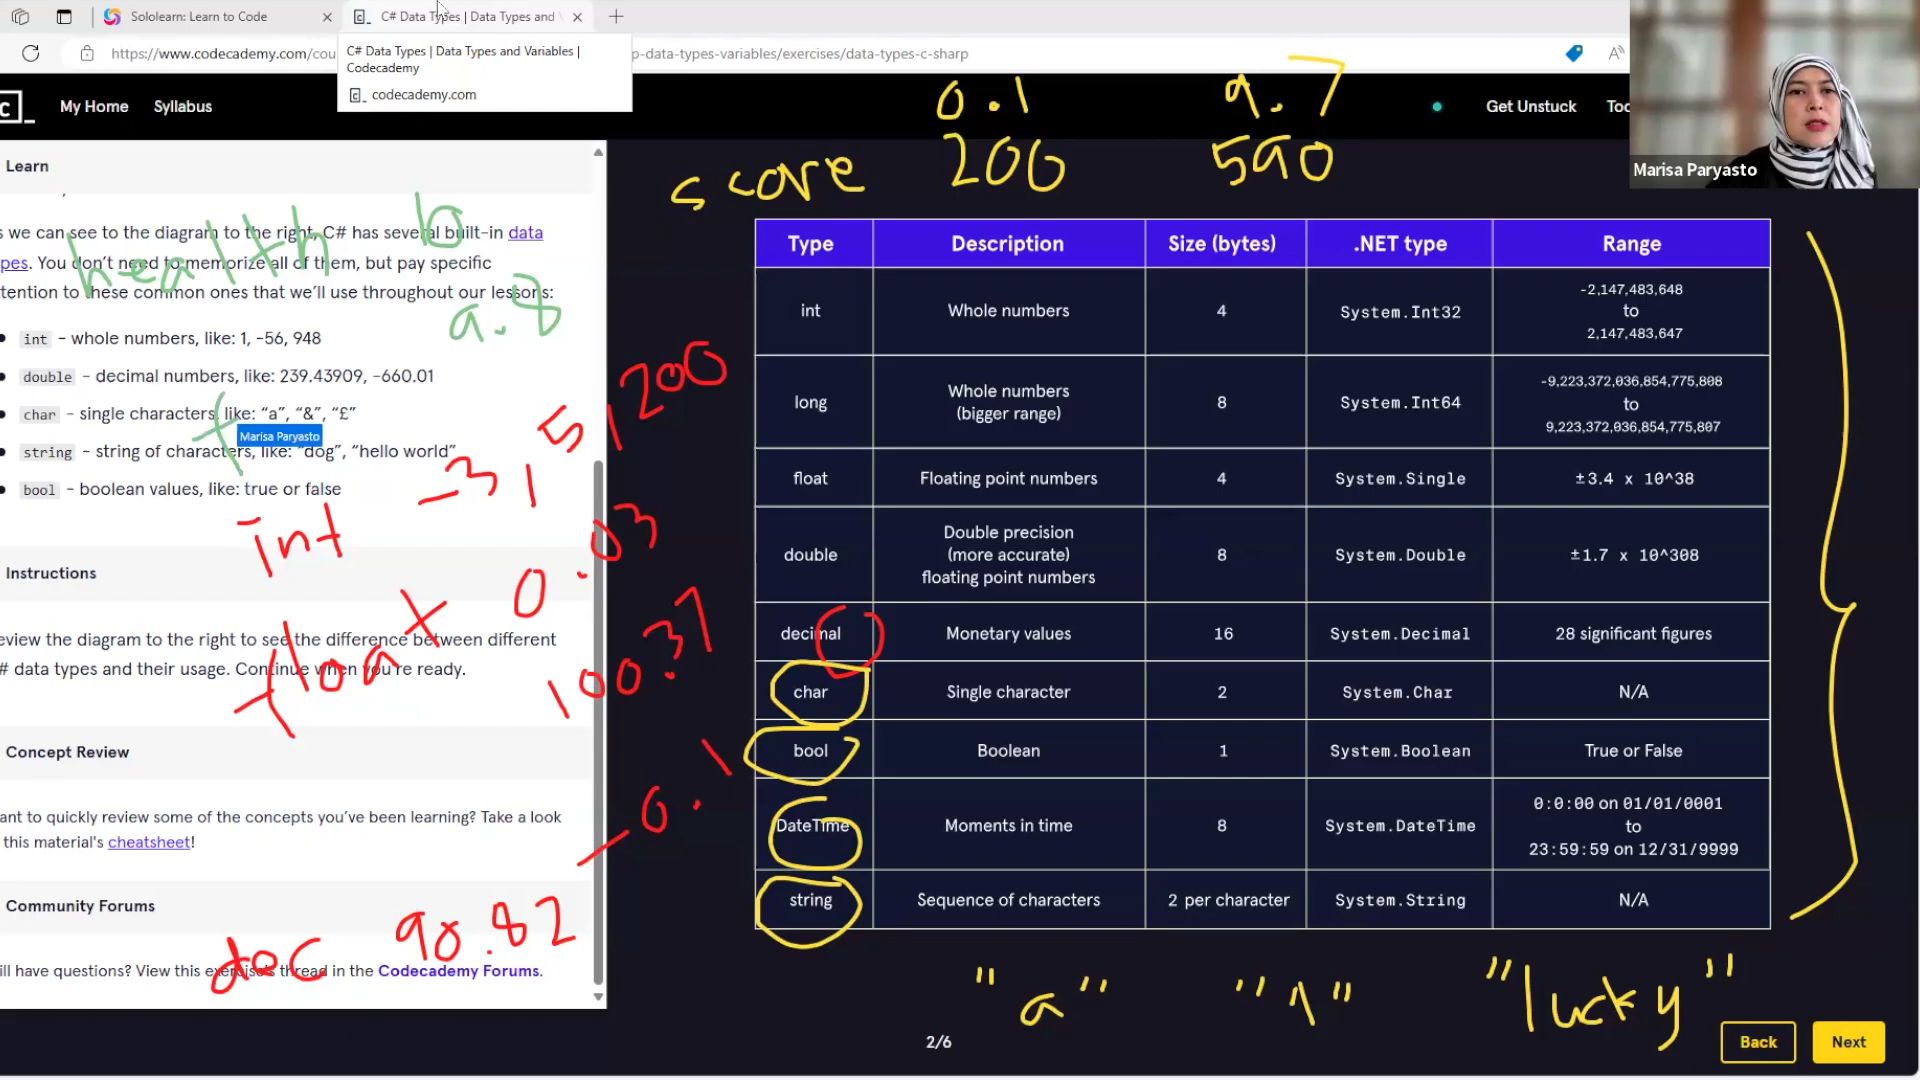 Sololearn: Learn to Code
C# Data Types | Data Types and V
https://www.codecademy.com/cou
p-data-types-variables/exercises/data-types-c-sharp
C# Data Types | Data Types and Variables |
Codecademy
codecademy.com
My Home
Syllabus
Get Unstuck
Too
Marisa Paryasto
0.1
9.7
score
200
590
Learn
s we can see to the diagram to the right, C# has several built-in data
pes. You don't need to memorize all of them, but pay specific
tention to these common ones that we'll use throughout our lessons:
int – whole numbers, like: 1, -56, 948
double – decimal numbers, like: 239.43909, -660.01
char – single characters, like: "a", "&", "£"
string – string of characters, like: "dog", "hello world"
bool – boolean values, like: true or false
Marisa Paryasto
health
b
a.8
f
int
-3, 5, 200
float
0.03
100.37
-0.1
doc
90.82
Instructions
eview the diagram to the right to see the difference between different
# data types and their usage. Continue when you're ready.
Concept Review
ant to quickly review some of the concepts you've been learning? Take a look
this material's cheatsheet!
Community Forums
ill have questions? View this exercise's thread in the Codecademy Forums.
Type Description Size (bytes) .NET type Range
int Whole numbers 4 System.Int32 -2,147,483,648 to 2,147,483,647
long Whole numbers (bigger range) 8 System.Int64 -9,223,372,036,854,775,808 to 9,223,372,036,854,775,807
float Floating point numbers 4 System.Single ±3.4 x 10^38
double Double precision (more accurate) floating point numbers 8 System.Double ±1.7 x 10^308
decimal Monetary values 16 System.Decimal 28 significant figures
char Single character 2 System.Char N/A
bool Boolean 1 System.Boolean True or False
DateTime Moments in time 8 System.DateTime 0:0:00 on 01/01/0001 to 23:59:59 on 12/31/9999
string Sequence of characters 2 per character System.String N/A
"a" "1" "lucky"
2/6
Back
Next